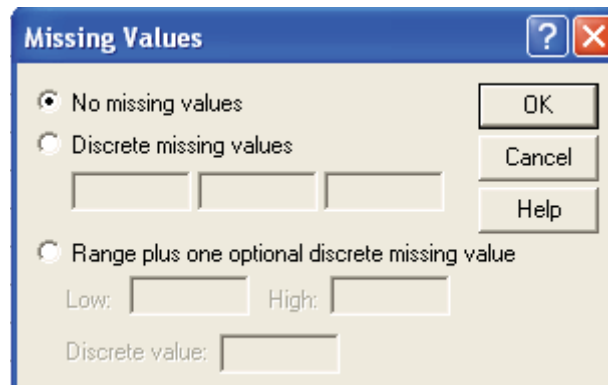 Missing Values ?
No missing values OK
Discrete missing values
Cancel
Help
Range plus one optional discrete missing value
Low: High:
Discrete value: